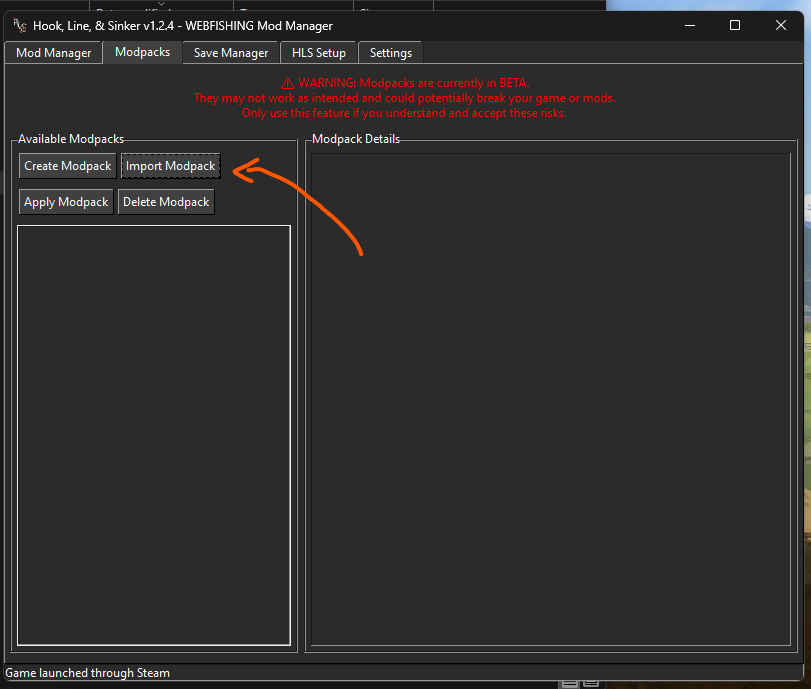 Hook, Line, & Sinker v1.2.4 - WEBFISHING Mod Manager
Mod Manager
Modpacks
Save Manager
HLS Setup
Settings
⚠ WARNING: Modpacks are currently in BETA.
They may not work as intended and could potentially break your game or mods.
Only use this feature if you understand and accept these risks.
Available Modpacks
Modpack Details
Create Modpack
Import Modpack
Apply Modpack
Delete Modpack
Game launched through Steam